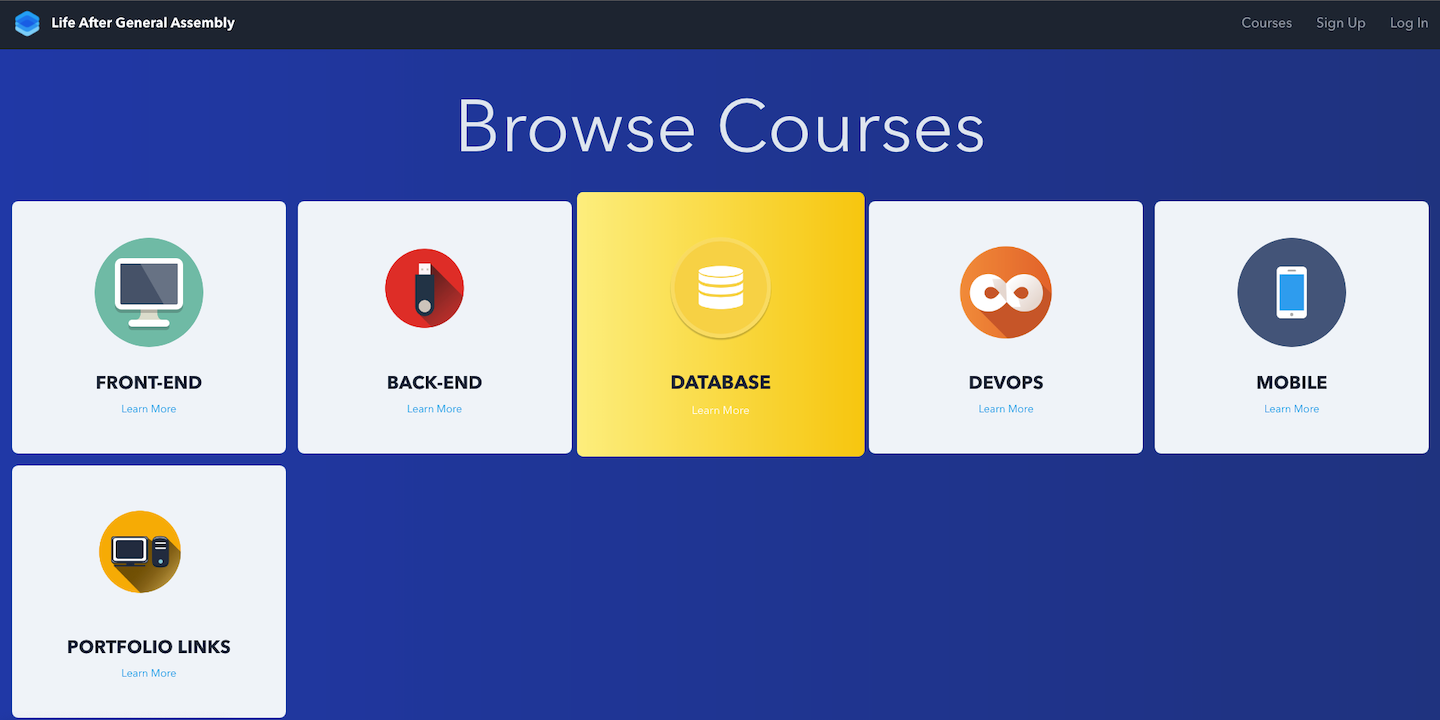 Life After General Assembly
Courses
Sign Up
Log In
Browse Courses
FRONT-END
Learn More
BACK-END
Learn More
DATABASE
Learn More
DEVOPS
Learn More
MOBILE
Learn More
PORTFOLIO LINKS
Learn More